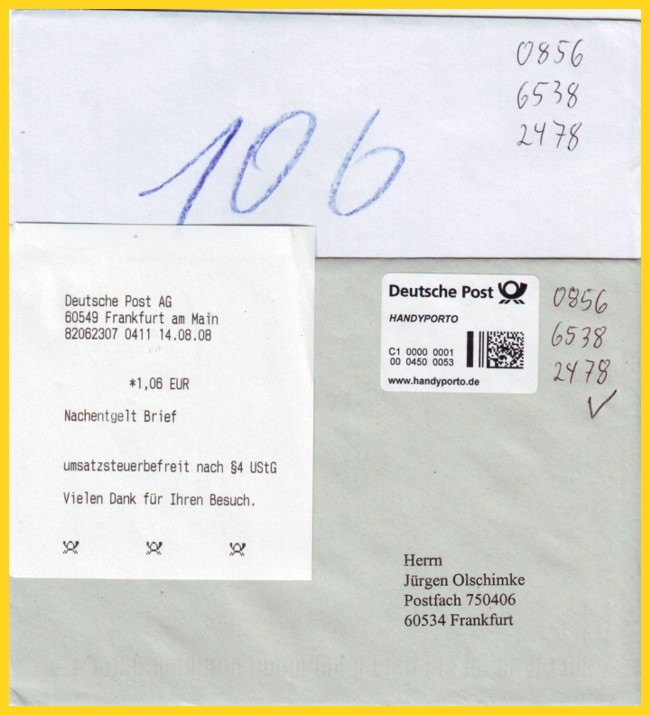 0856
6538
2478
106
Deutsche Post AG
60549 Frankfurt am Main
82062307 0411 14.08.08
*1,06 EUR
Nachentgelt Brief
umsatzsteuerbefreit nach §4 UStG
Vielen Dank für Ihren Besuch.
Deutsche Post
HANDYPORTO
C1 0000 0001
00 0450 0053
www.handyporto.de
0856
6538
2478
Herrn
Jürgen Olschimke
Postfach 750406
60534 Frankfurt